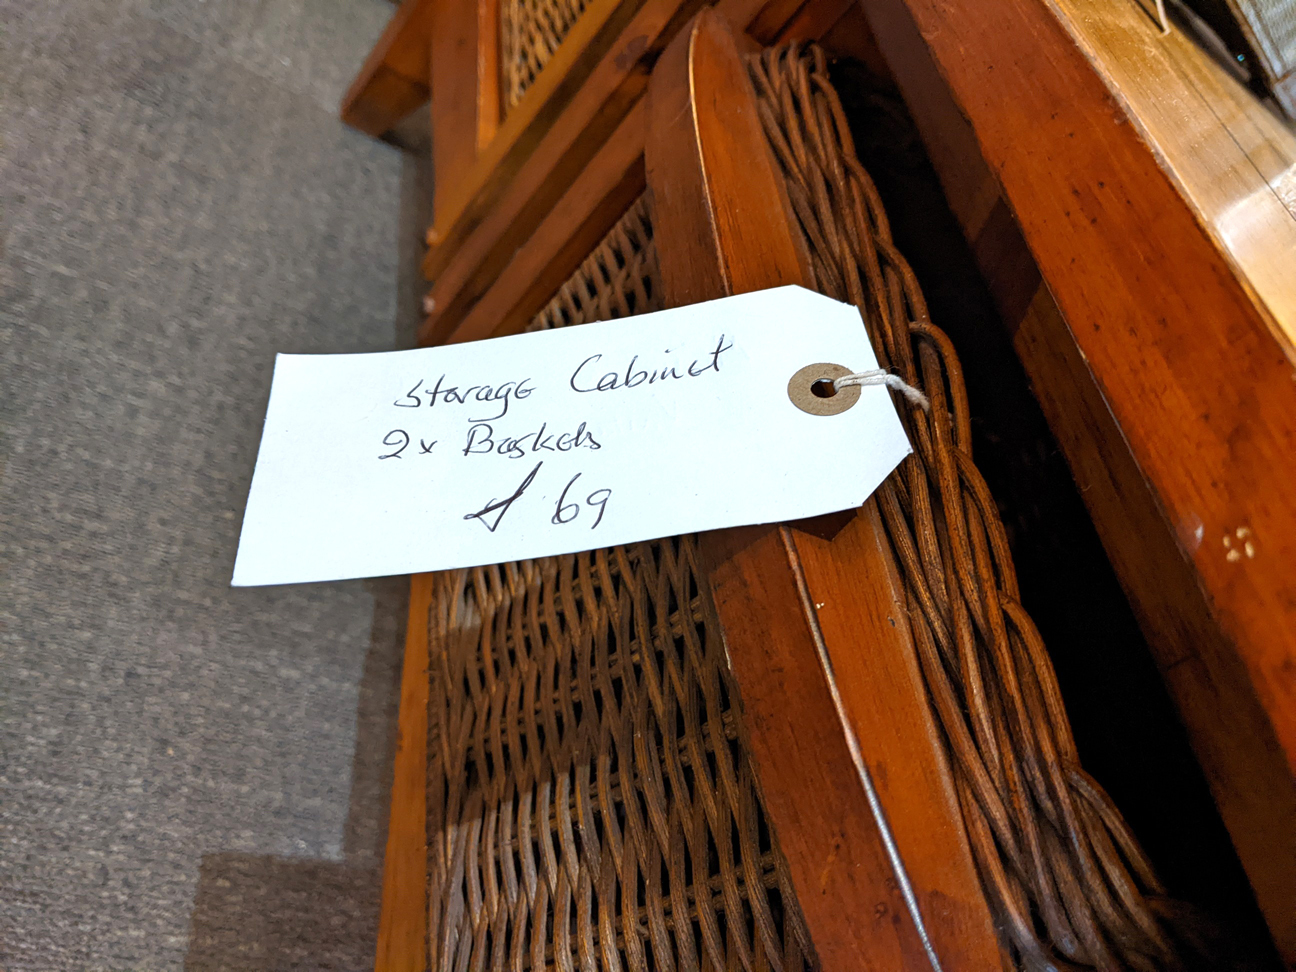 Storage Cabinet
2x Baskets
£69